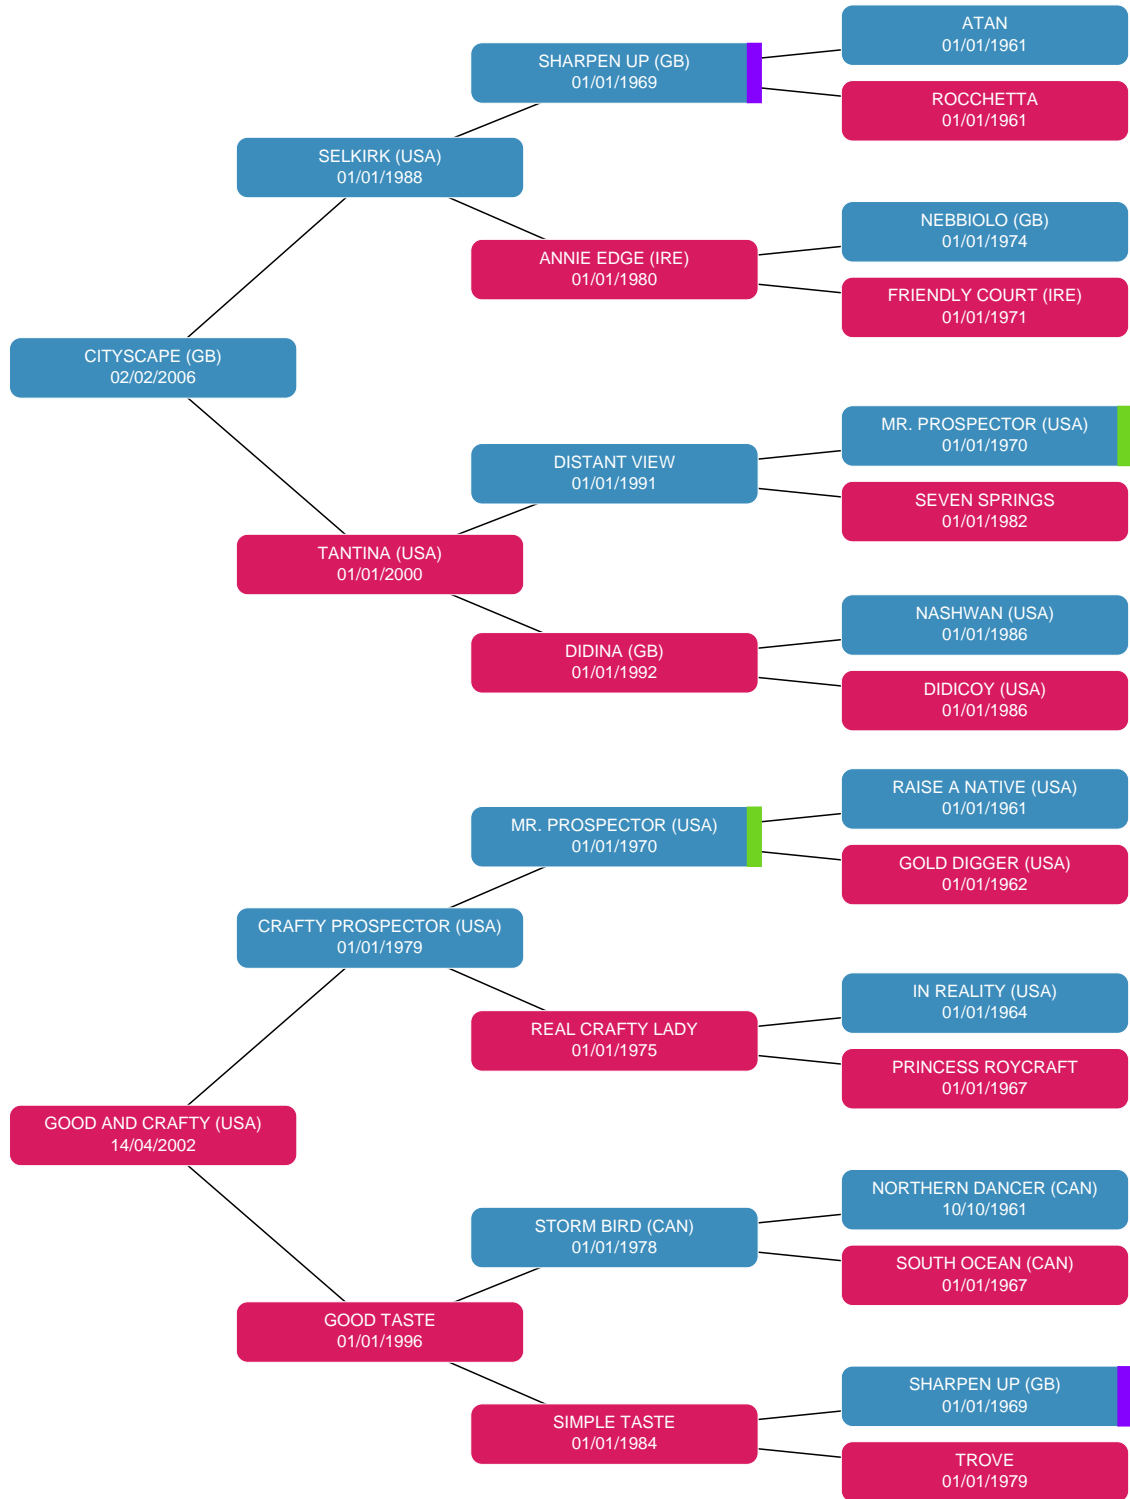 ATAN
01/01/1961
SHARPEN UP (GB)
01/01/1969
ROCCHETTA
01/01/1961
SELKIRK (USA)
01/01/1988
NEBBIOLO (GB)
01/01/1974
ANNIE EDGE (IRE)
01/01/1980
FRIENDLY COURT (IRE)
01/01/1971
CITYSCAPE (GB)
02/02/2006
MR. PROSPECTOR (USA)
01/01/1970
DISTANT VIEW
01/01/1991
SEVEN SPRINGS
01/01/1982
TANTINA (USA)
01/01/2000
NASHWAN (USA)
01/01/1986
DIDINA (GB)
01/01/1992
DIDICOY (USA)
01/01/1986
RAISE A NATIVE (USA)
01/01/1961
MR. PROSPECTOR (USA)
01/01/1970
GOLD DIGGER (USA)
01/01/1962
CRAFTY PROSPECTOR (USA)
01/01/1979
IN REALITY (USA)
01/01/1964
REAL CRAFTY LADY
01/01/1975
PRINCESS ROYCRAFT
01/01/1967
GOOD AND CRAFTY (USA)
14/04/2002
NORTHERN DANCER (CAN)
10/10/1961
STORM BIRD (CAN)
01/01/1978
SOUTH OCEAN (CAN)
01/01/1967
GOOD TASTE
01/01/1996
SHARPEN UP (GB)
01/01/1969
SIMPLE TASTE
01/01/1984
TROVE
01/01/1979